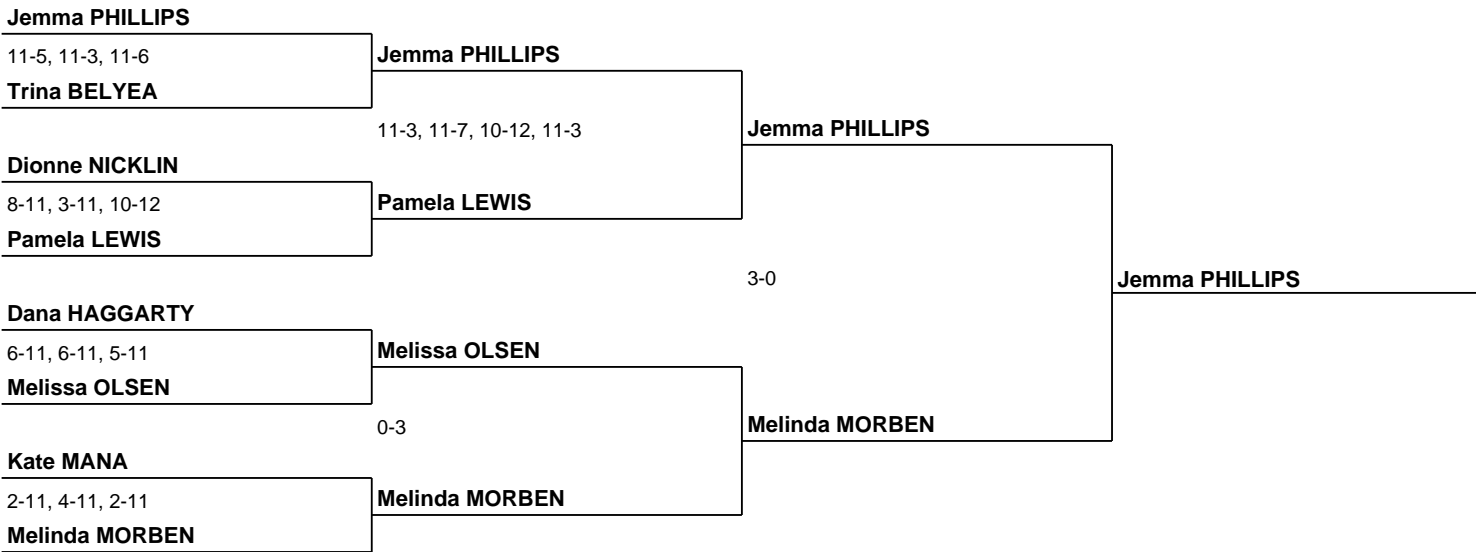 Jemma PHILLIPS
11-5, 11-3, 11-6
Jemma PHILLIPS
Trina BELYEA
11-3, 11-7, 10-12, 11-3
Jemma PHILLIPS
Dionne NICKLIN
8-11, 3-11, 10-12
Pamela LEWIS
Pamela LEWIS
3-0
Jemma PHILLIPS
Dana HAGGARTY
6-11, 6-11, 5-11
Melissa OLSEN
Melissa OLSEN
0-3
Melinda MORBEN
Kate MANA
2-11, 4-11, 2-11
Melinda MORBEN
Melinda MORBEN